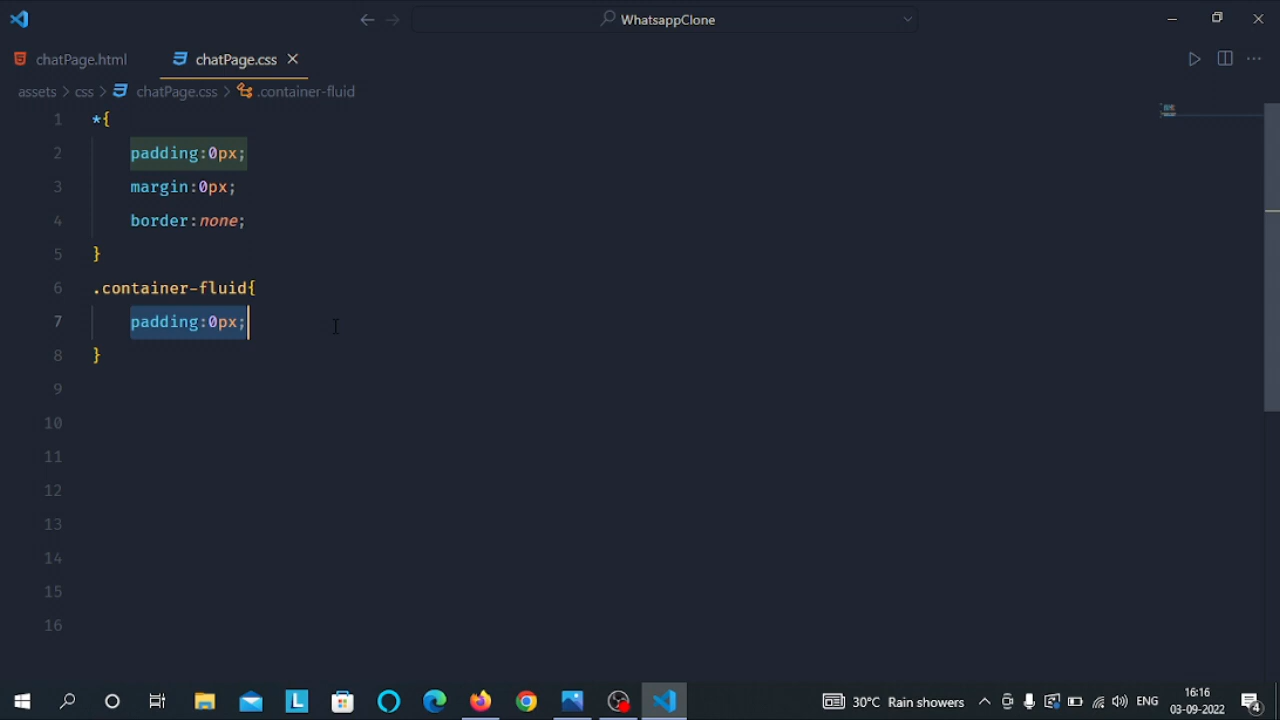 WhatsappClone
chatPage.html
chatPage.css
assets > css > chatPage.css > .container-fluid
1 *{
2 padding:0px;
3 margin:0px;
4 border:none;
5 }
6 .container-fluid{
7 padding:0px;
8 }
9
10
11
12
13
14
15
16
30°C Rain showers
ENG
16:16
03-09-2022
4
L